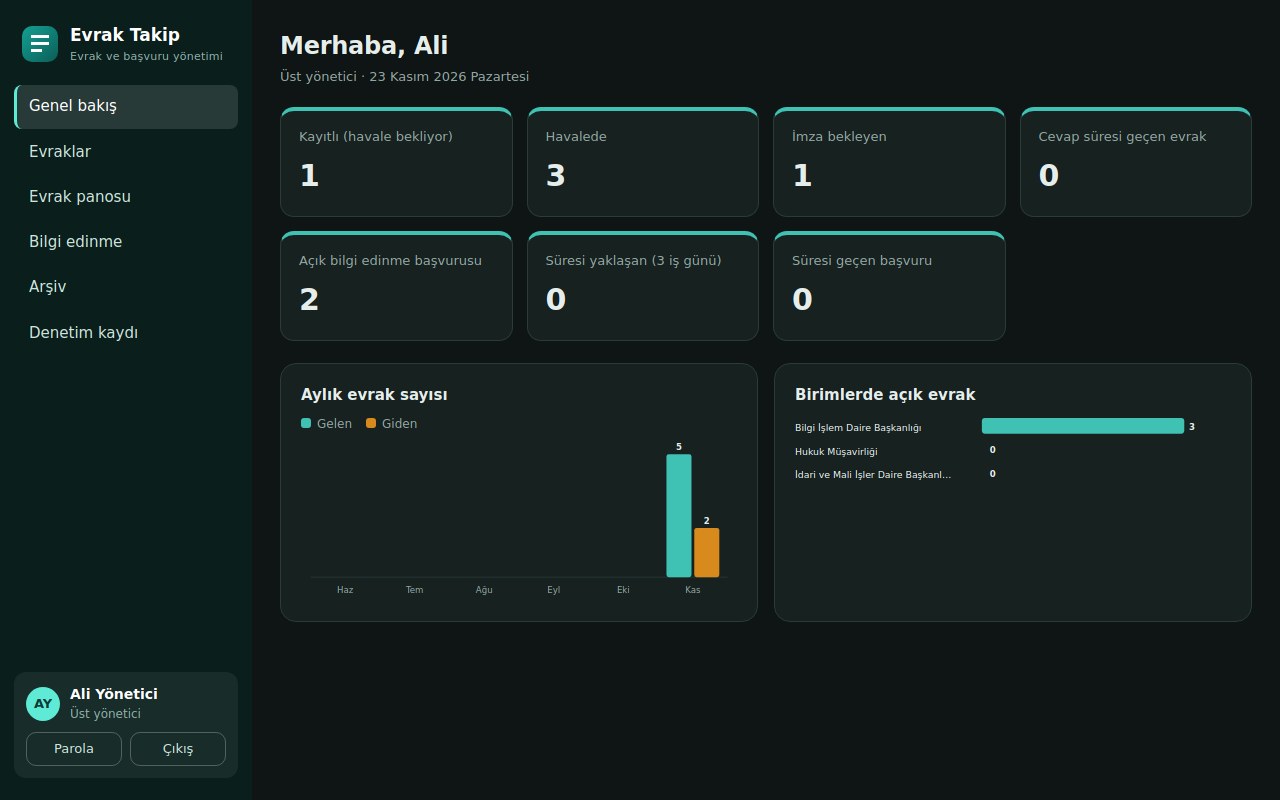 Evrak Takip
Evrak ve başvuru yönetimi
Genel bakış
Evraklar
Evrak panosu
Bilgi edinme
Arşiv
Denetim kaydı
AY
Ali Yönetici
Üst yönetici
Parola
Çıkış
Merhaba, Ali
Üst yönetici · 23 Kasım 2026 Pazartesi
Kayıtlı (havale bekliyor)
1
Havalede
3
İmza bekleyen
1
Cevap süresi geçen evrak
0
Açık bilgi edinme başvurusu
2
Süresi yaklaşan (3 iş günü)
0
Süresi geçen başvuru
0
Aylık evrak sayısı
Gelen Giden
5
2
Haz Tem Ağu Eyl Eki Kas
Birimlerde açık evrak
Bilgi İşlem Daire Başkanlığı 3
Hukuk Müşavirliği 0
İdari ve Mali İşler Daire Başkanl... 0